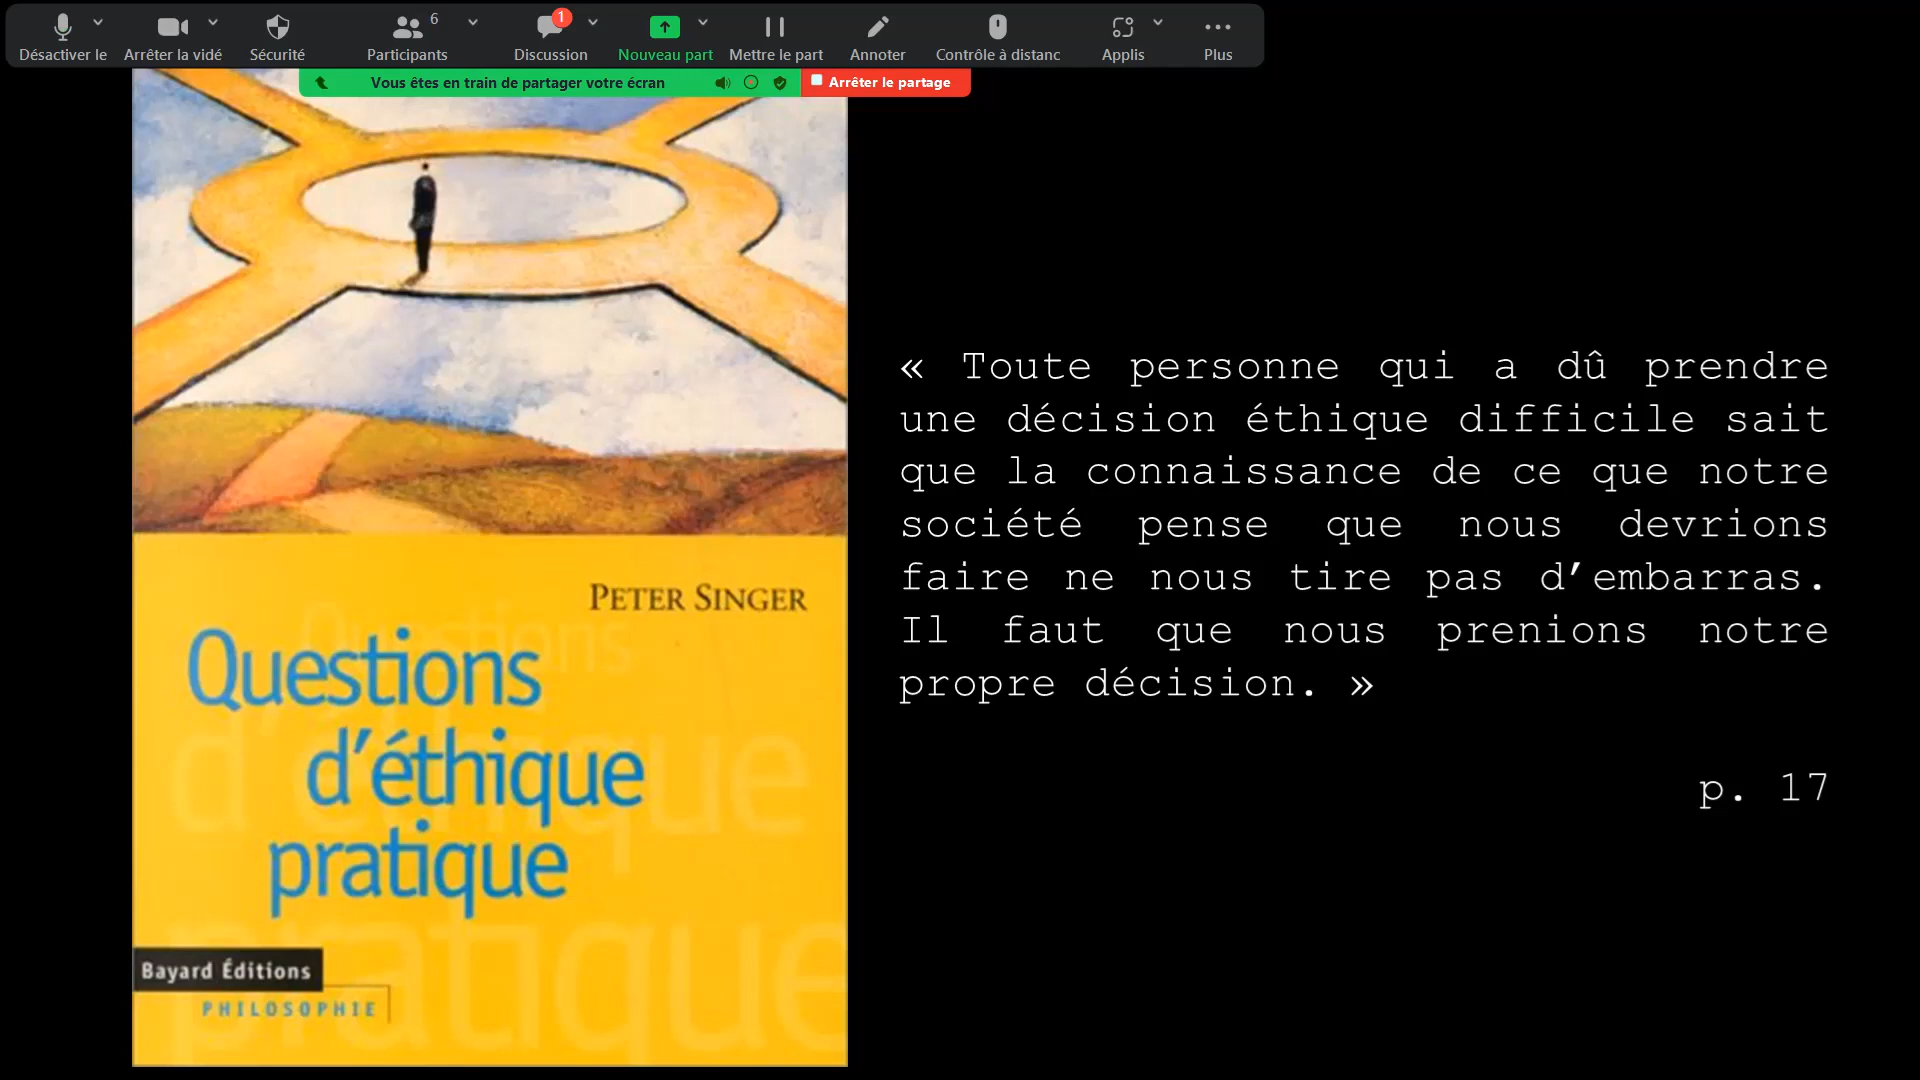 Désactiver le
Arrêter la vidé
Sécurité
6
Participants
1
Discussion
Nouveau part
Mettre le part
Annoter
Contrôle à distanc
Applis
Plus
Vous êtes en train de partager votre écran
Arrêter le partage
PETER SINGER
Questions
d'éthique
pratique
Bayard Éditions
PHILOSOPHIE
« Toute personne qui a dû prendre
une décision éthique difficile sait
que la connaissance de ce que notre
société pense que nous devrions
faire ne nous tire pas d’embarras.
Il faut que nous prenions notre
propre décision. »
p. 17